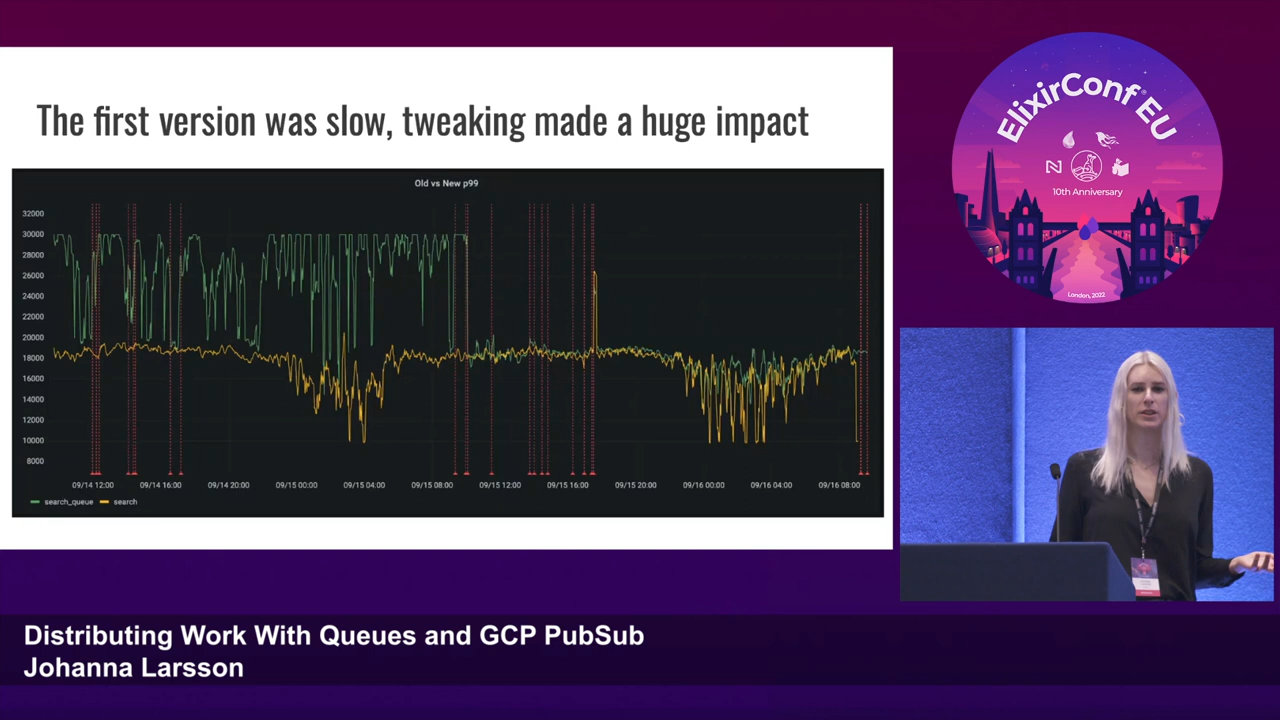 The first version was slow, tweaking made a huge impact
Old vs New p99
32000
30000
28000
26000
24000
22000
20000
18000
16000
14000
12000
10000
8000
09/14 12:00 09/14 16:00 09/14 20:00 09/15 00:00 09/15 04:00 09/15 08:00 09/15 12:00 09/15 16:00 09/15 20:00 09/16 00:00 09/16 04:00 09/16 08:00
search_queue search
ElixirConf® EU
N
10th Anniversary
London, 2022
Distributing Work With Queues and GCP PubSub
Johanna Larsson